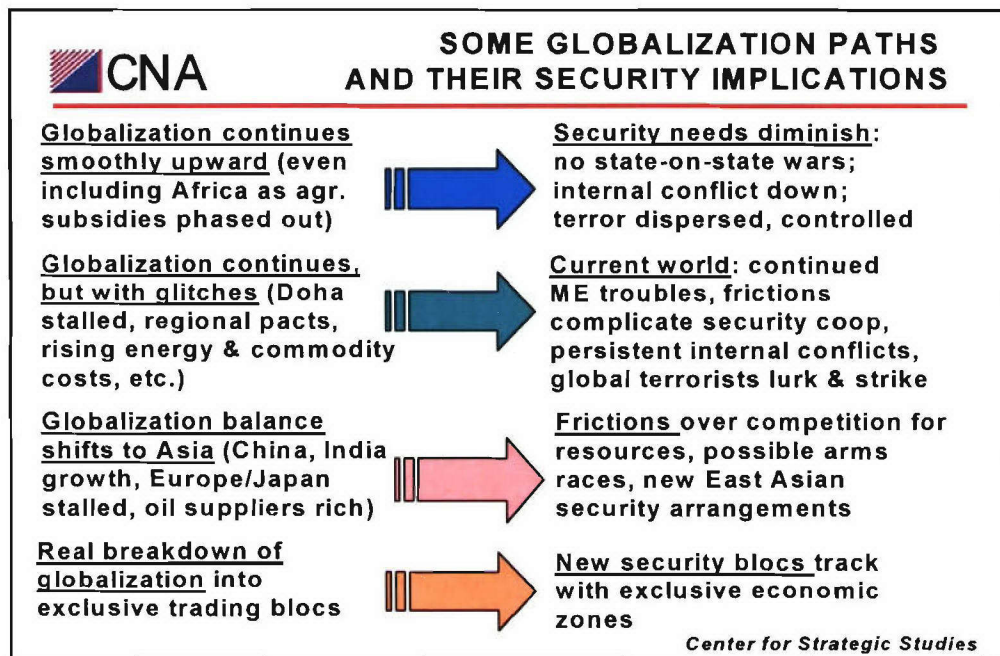 CNA
SOME GLOBALIZATION PATHS
AND THEIR SECURITY IMPLICATIONS
Globalization continues
smoothly upward (even
including Africa as agr.
subsidies phased out)
Security needs diminish:
no state-on-state wars;
internal conflict down;
terror dispersed, controlled
Globalization continues,
but with glitches (Doha
stalled, regional pacts,
rising energy & commodity
costs, etc.)
Current world: continued
ME troubles, frictions
complicate security coop,
persistent internal conflicts,
global terrorists lurk & strike
Globalization balance
shifts to Asia (China, India
growth, Europe/Japan
stalled, oil suppliers rich)
Frictions over competition for
resources, possible arms
races, new East Asian
security arrangements
Real breakdown of
globalization into
exclusive trading blocs
New security blocs track
with exclusive economic
zones
Center for Strategic Studies